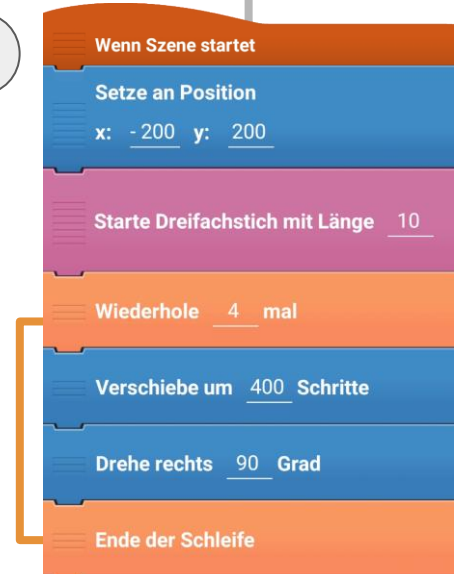 Wenn Szene startet
Setze an Position
x: - 200 y: 200
Starte Dreifachstich mit Länge 10
Wiederhole 4 mal
Verschiebe um 400 Schritte
Drehe rechts 90 Grad
Ende der Schleife